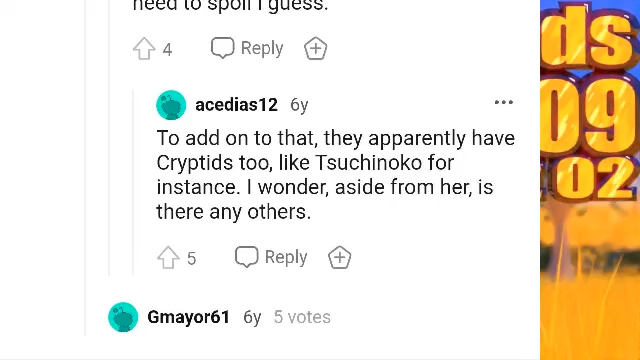 need to spoil I guess.
4 Reply
acedias12 6y
To add on to that, they apparently have
Cryptids too, like Tsuchinoko for
instance. I wonder, aside from her, is
there any others.
5 Reply
Gmayor61 6y 5 votes
ds
09
02